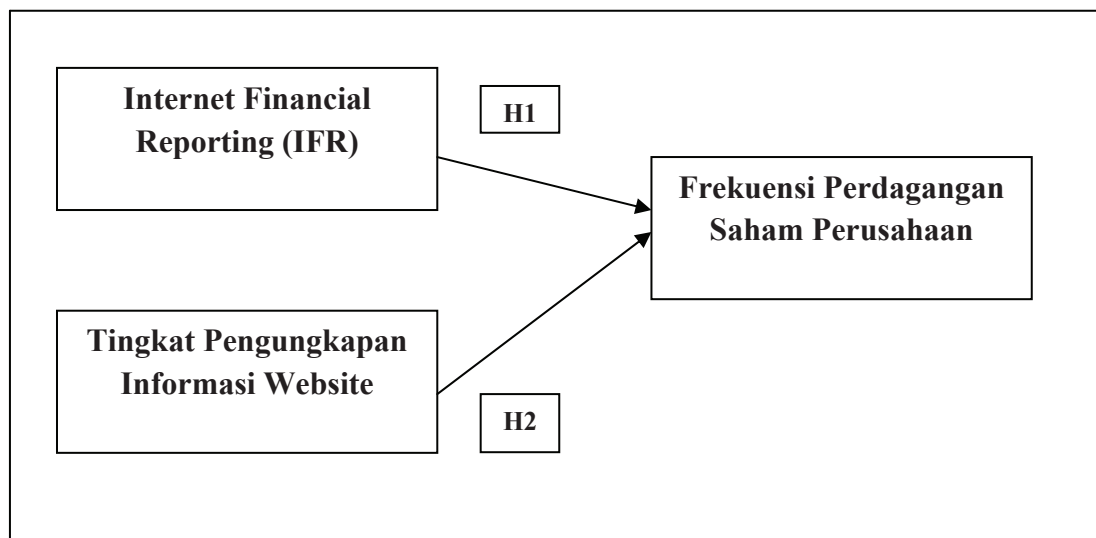 Internet Financial
Reporting (IFR)
H1
Frekuensi Perdagangan
Saham Perusahaan
Tingkat Pengungkapan
Informasi Website
H2